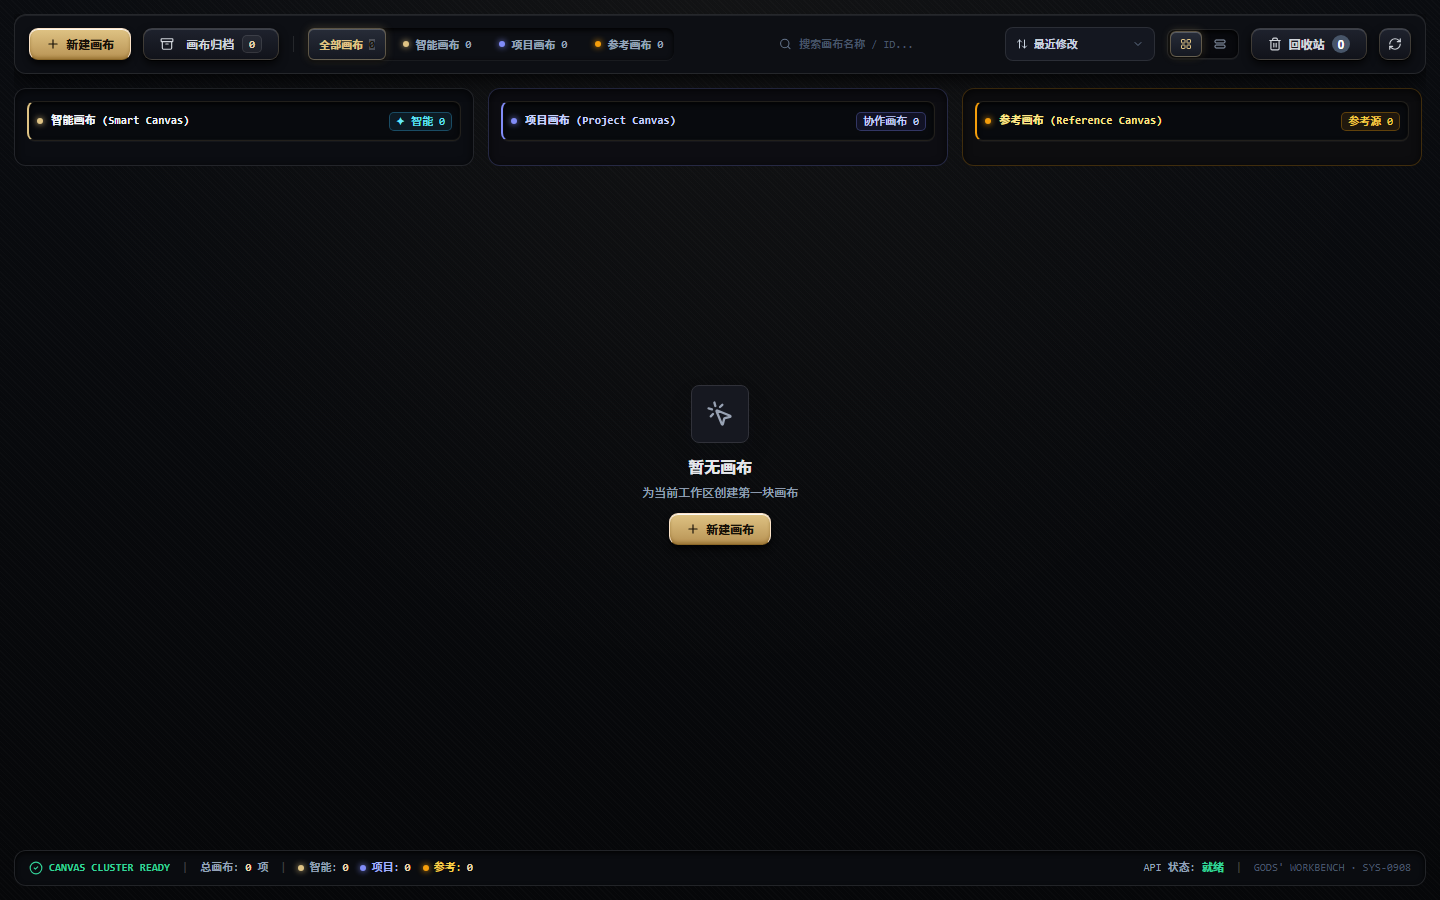 新建画布
画布归档 0
全部画布
智能画布 0
项目画布 0
参考画布 0
搜索画布名称 / ID...
最近修改
回收站 0
智能画布 (Smart Canvas)
✦ 智能 0
项目画布 (Project Canvas)
协作画布 0
参考画布 (Reference Canvas)
参考源 0
暂无画布
为当前工作区创建第一块画布
新建画布
CANVAS CLUSTER READY | 总画布: 0 项 | 智能: 0 项目: 0 参考: 0
API 状态: 就绪 | GODS' WORKBENCH · SYS-0908